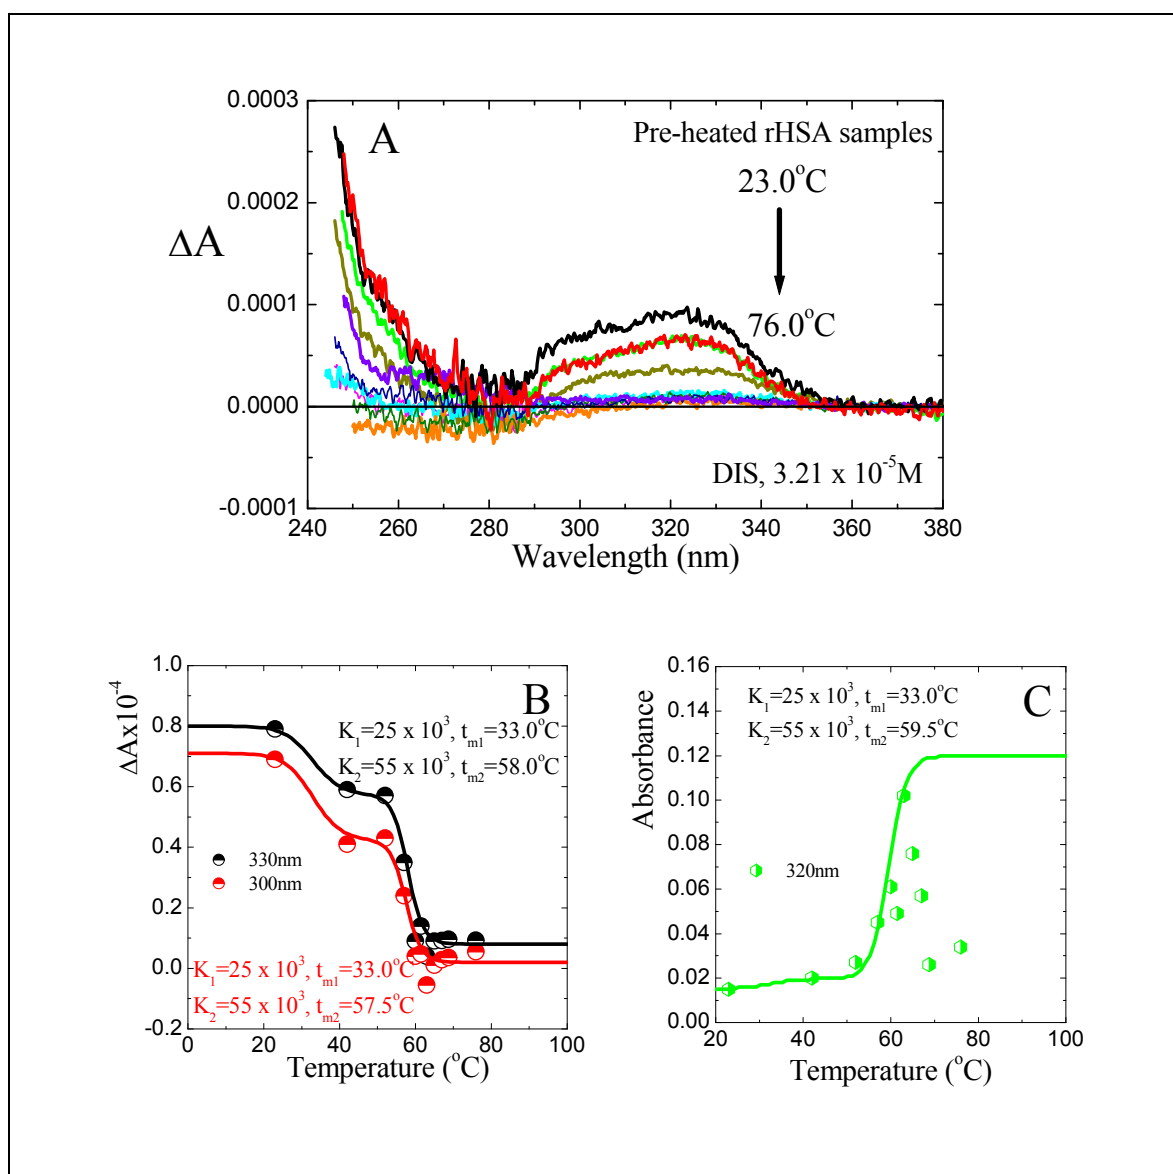 A
Pre-heated rHSA samples
23.0°C
76.0°C
DIS, 3.21 x 10⁻⁵M
ΔA
0.0003
0.0002
0.0001
0.0000
-0.0001
240 260 280 300 320 340 360 380
Wavelength (nm)
B
K₁=25 x 10³, tₘ₁=33.0°C
K₂=55 x 10³, tₘ₂=58.0°C
330nm
300nm
K₁=25 x 10³, tₘ₁=33.0°C
K₂=55 x 10³, tₘ₂=57.5°C
ΔAx10⁻⁴
1.0
0.8
0.6
0.4
0.2
0.0
-0.2
0 20 40 60 80 100
Temperature (°C)
C
K₁=25 x 10³, tₘ₁=33.0°C
K₂=55 x 10³, tₘ₂=59.5°C
320nm
Absorbance
0.16
0.14
0.12
0.10
0.08
0.06
0.04
0.02
0.00
20 40 60 80 100
Temperature (°C)